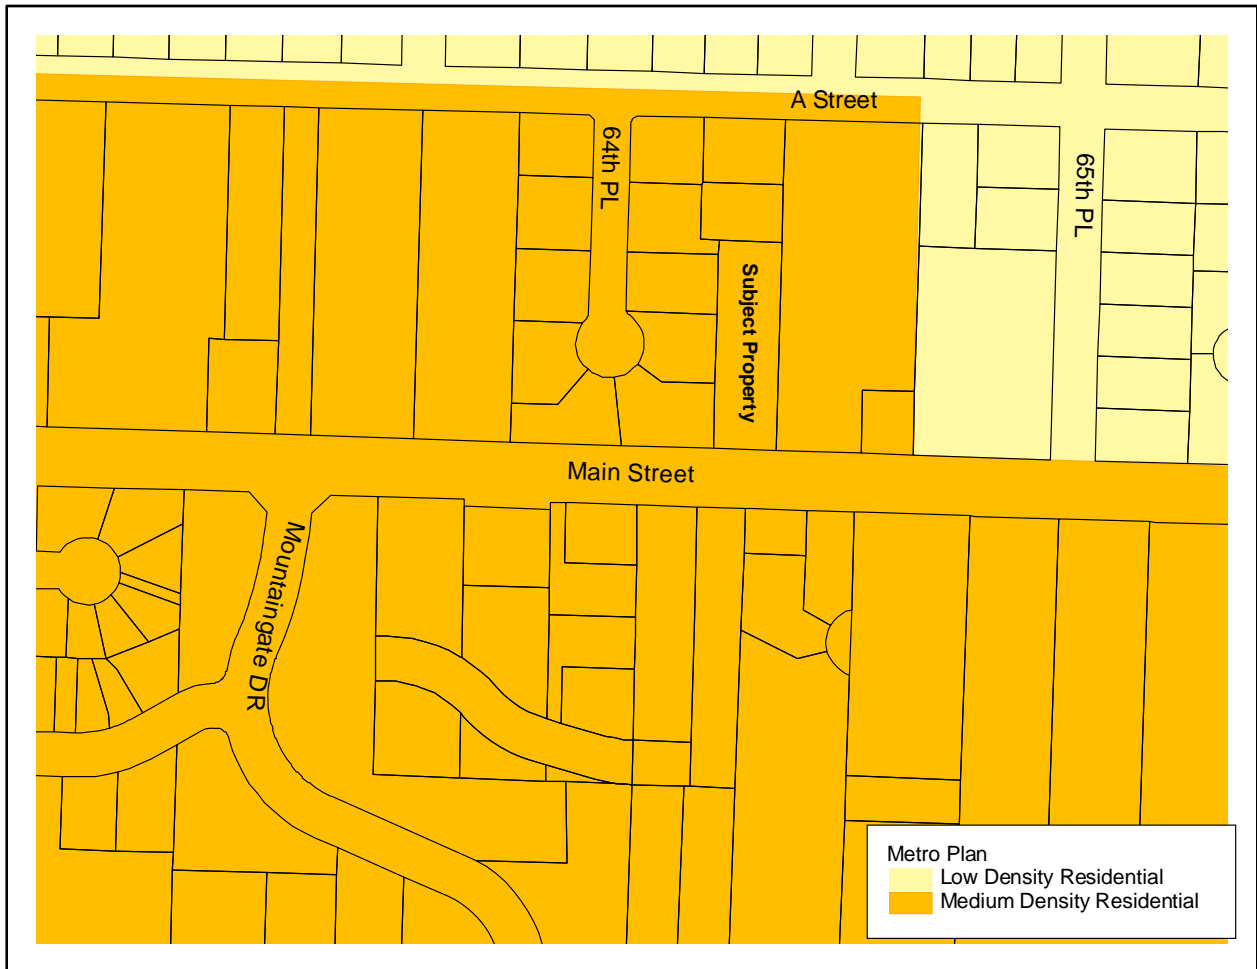 A Street
64th PL
65th PL
Subject Property
Main Street
Mountaingate DR
Metro Plan
Low Density Residential
Medium Density Residential